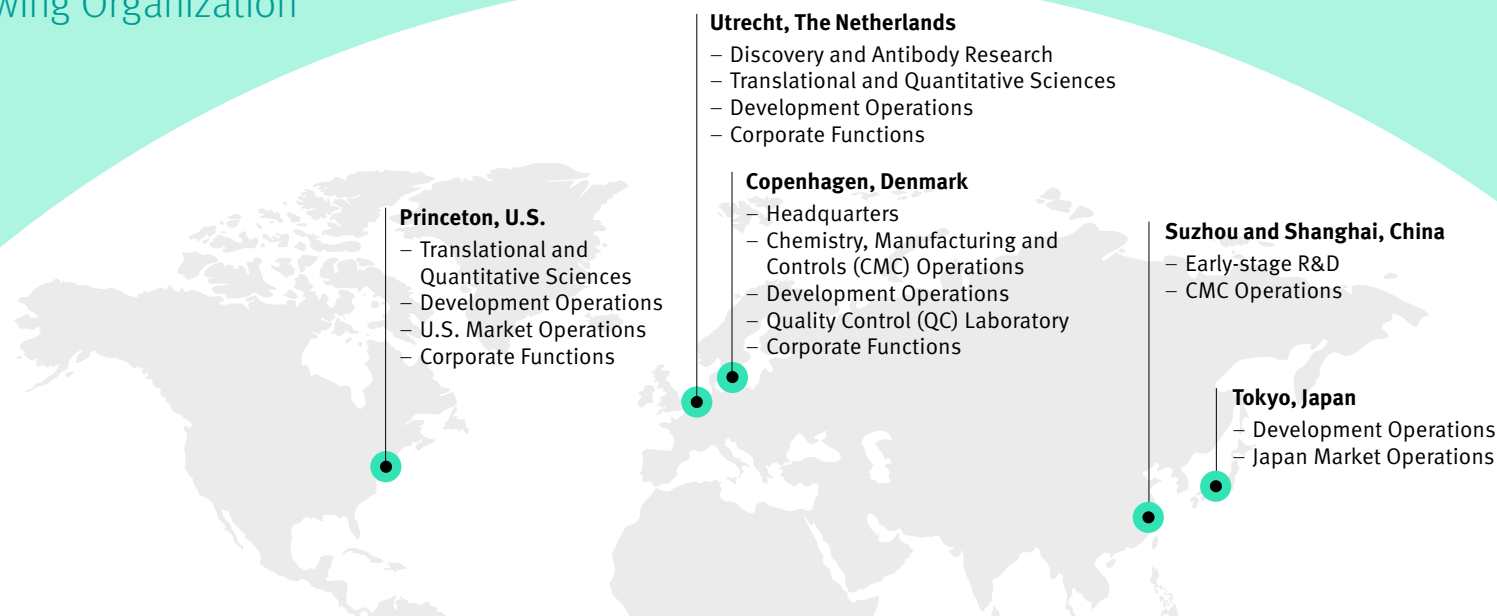 Organization
Utrecht, The Netherlands
– Discovery and Antibody Research
– Translational and Quantitative Sciences
– Development Operations
– Corporate Functions
Copenhagen, Denmark
– Headquarters
– Chemistry, Manufacturing and
Controls (CMC) Operations
– Development Operations
– Quality Control (QC) Laboratory
– Corporate Functions
Princeton, U.S.
– Translational and
Quantitative Sciences
– Development Operations
– U.S. Market Operations
– Corporate Functions
Suzhou and Shanghai, China
– Early-stage R&D
– CMC Operations
Tokyo, Japan
– Development Operations
– Japan Market Operations